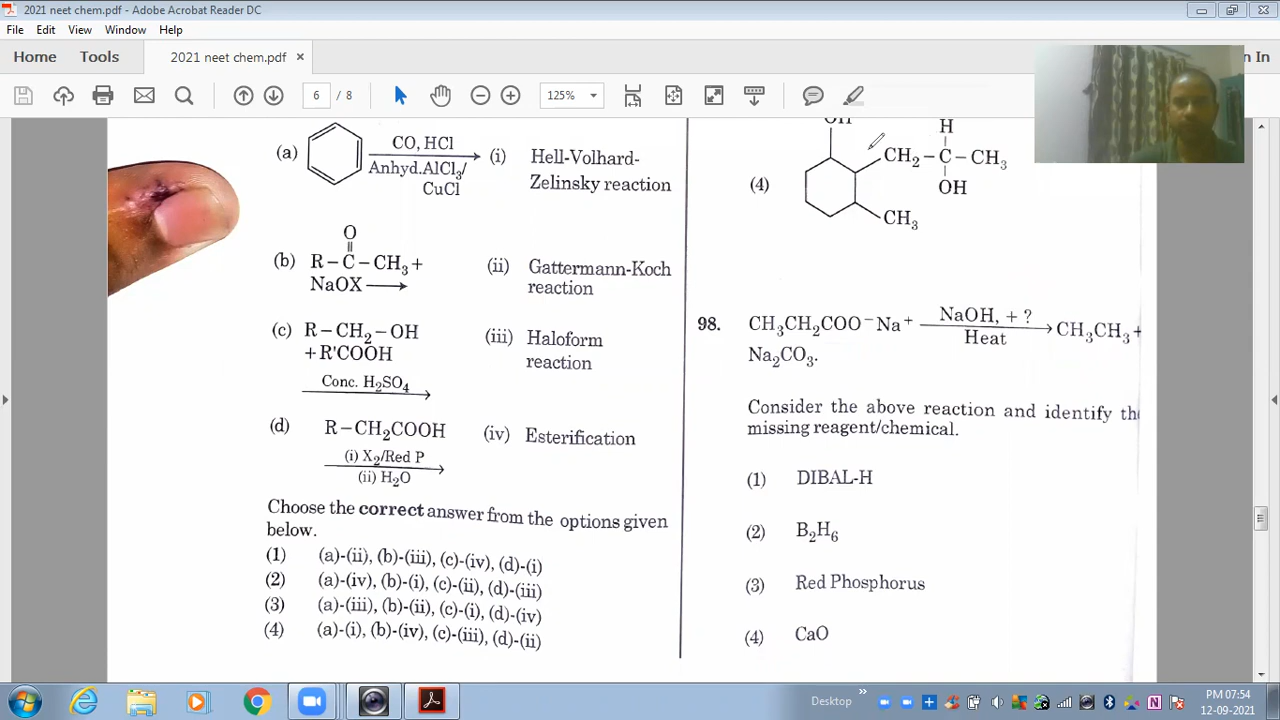 2021 neet chem.pdf - Adobe Acrobat Reader DC
File Edit View Window Help
Home Tools 2021 neet chem.pdf × n In
6 / 8 125%
(a) CO, HCl
Anhyd.AlCl₃/
CuCl
(i) Hell-Volhard-
Zelinsky reaction
(b) O
R – C – CH₃ +
NaOX ⟶
(ii) Gattermann-Koch
reaction
(c) R – CH₂ – OH
+ R'COOH
Conc. H₂SO₄
(iii) Haloform
reaction
(d) R – CH₂COOH
(i) X₂/Red P
(ii) H₂O
(iv) Esterification
Choose the correct answer from the options given
below.
(1) (a)-(ii), (b)-(iii), (c)-(iv), (d)-(i)
(2) (a)-(iv), (b)-(i), (c)-(ii), (d)-(iii)
(3) (a)-(iii), (b)-(ii), (c)-(i), (d)-(iv)
(4) (a)-(i), (b)-(iv), (c)-(iii), (d)-(ii)
OH
H
(4) CH₂ – C – CH₃
OH
CH₃
98. CH₃CH₂COO⁻Na⁺ NaOH, + ? CH₃CH₃ +
Heat
Na₂CO₃.
Consider the above reaction and identify the
missing reagent/chemical.
(1) DIBAL-H
(2) B₂H₆
(3) Red Phosphorus
(4) CaO
Desktop »
PM 07:54
12-09-2021